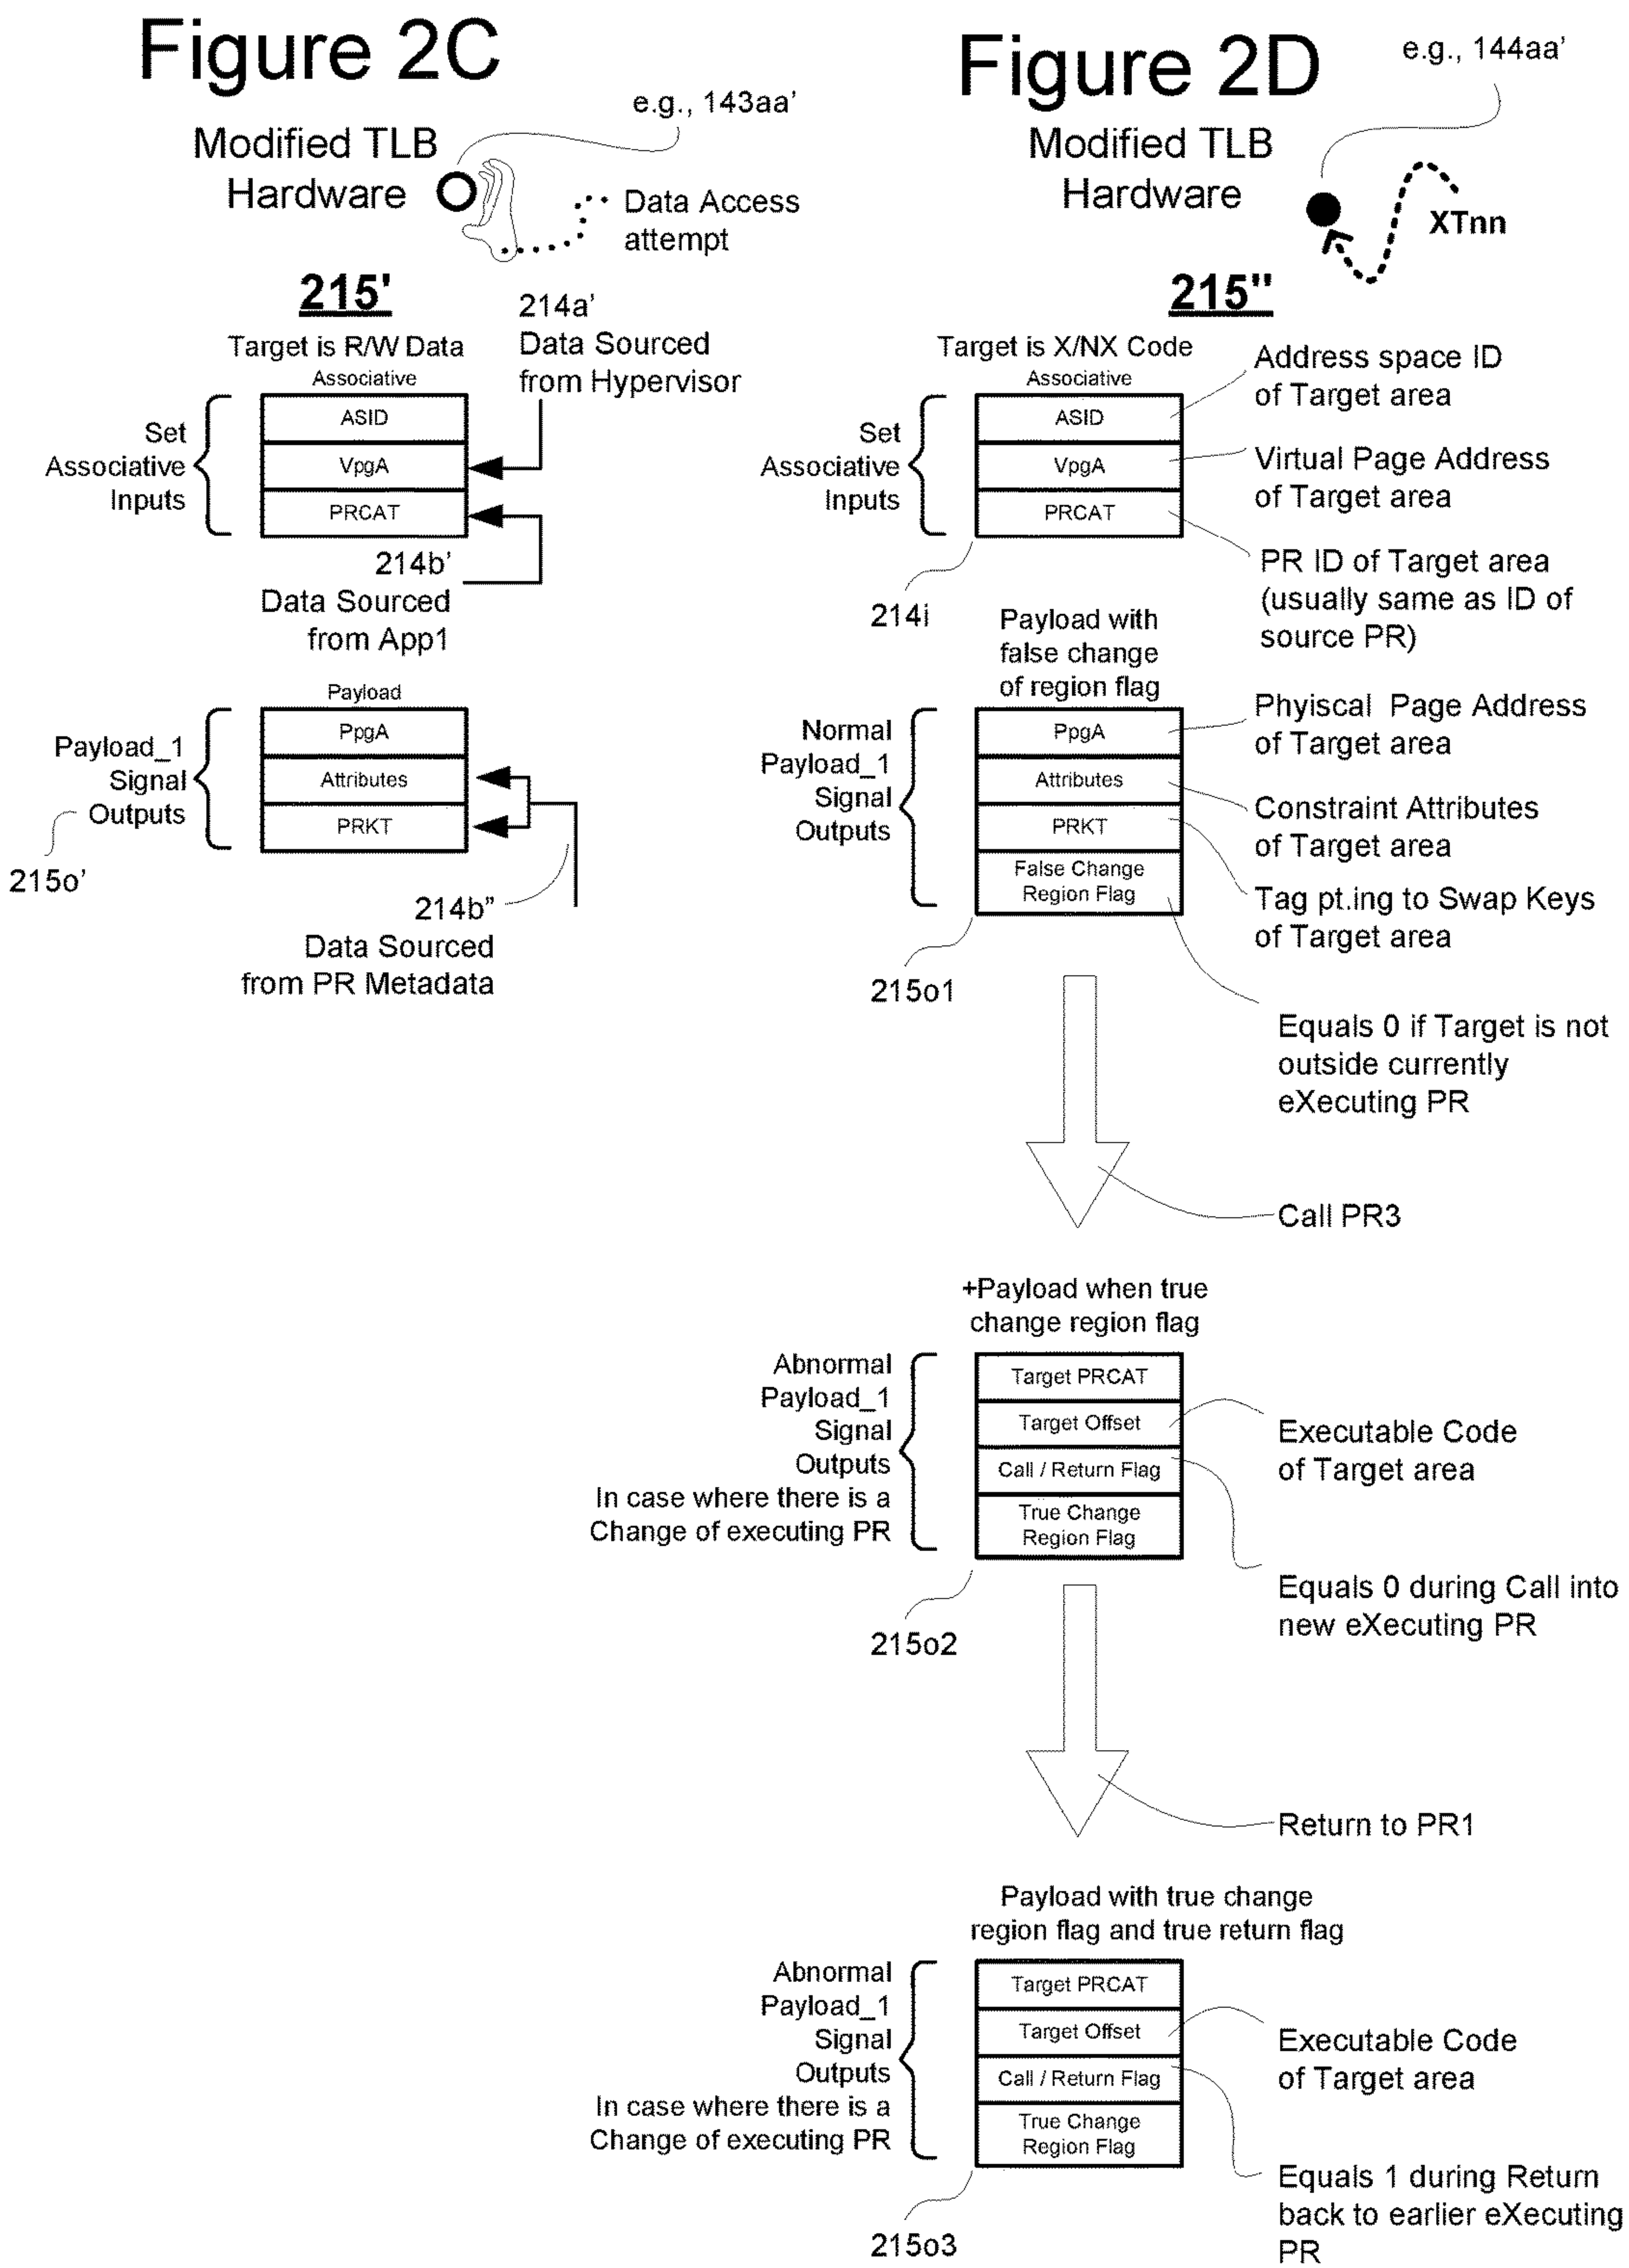 Figure 2C
e.g., 143aa’
Modified TLB
Hardware
Data Access
attempt
215'
214a’
Data Sourced
from Hypervisor
Target is R/W Data
Associative
Set
Associative
Inputs
ASID
VpgA
PRCAT
214b’
Data Sourced
from App1
Payload
Payload_1
Signal
Outputs
215o’
PpgA
Attributes
PRKT
214b”
Data Sourced
from PR Metadata
Figure 2D
e.g., 144aa’
Modified TLB
Hardware
XTnn
215"
Target is X/NX Code
Associative
Set
Associative
Inputs
ASID
VpgA
PRCAT
214i
Address space ID
of Target area
Virtual Page Address
of Target area
PR ID of Target area
(usually same as ID of
source PR)
Payload with
false change
of region flag
Normal
Payload_1
Signal
Outputs
PpgA
Attributes
PRKT
False Change
Region Flag
215o1
Phyiscal Page Address
of Target area
Constraint Attributes
of Target area
Tag pt.ing to Swap Keys
of Target area
Equals 0 if Target is not
outside currently
eXecuting PR
Call PR3
+Payload when true
change region flag
Abnormal
Payload_1
Signal
Outputs
In case where there is a
Change of executing PR
Target PRCAT
Target Offset
Call / Return Flag
True Change
Region Flag
215o2
Executable Code
of Target area
Equals 0 during Call into
new eXecuting PR
Return to PR1
Payload with true change
region flag and true return flag
Abnormal
Payload_1
Signal
Outputs
In case where there is a
Change of executing PR
Target PRCAT
Target Offset
Call / Return Flag
True Change
Region Flag
215o3
Executable Code
of Target area
Equals 1 during Return
back to earlier eXecuting
PR